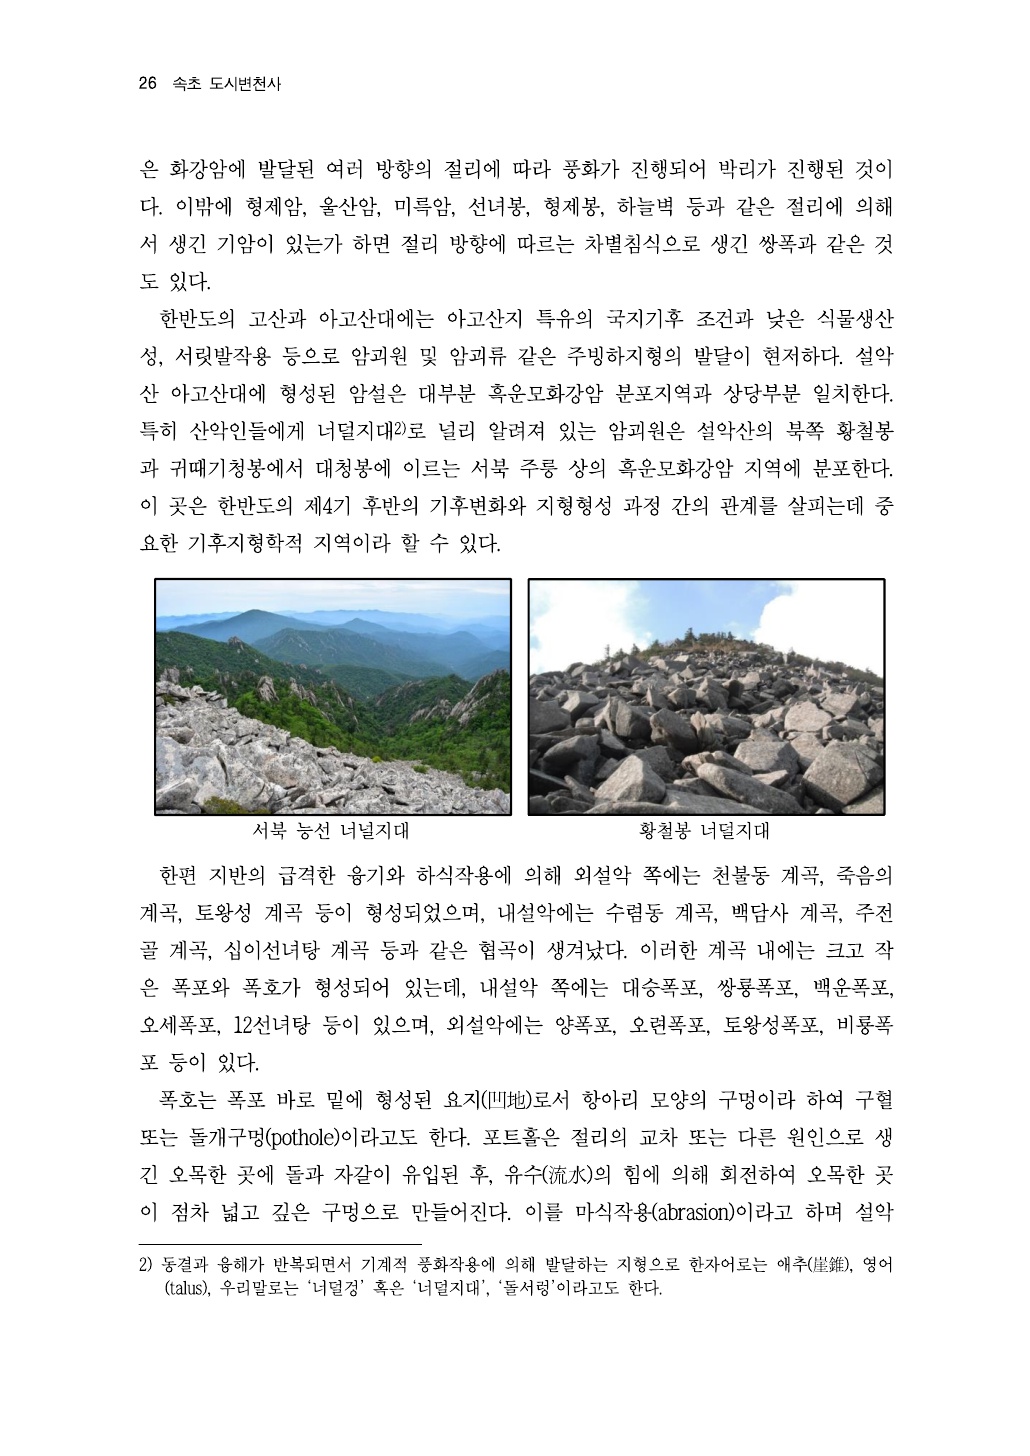 26 속초 도시변천사
은 화강암에 발달된 여러 방향의 절리에 따라 풍화가 진행되어 박리가 진행된 것이
다. 이밖에 형제암, 울산암, 미륵암, 선녀봉, 형제봉, 하늘벽 등과 같은 절리에 의해
서 생긴 기암이 있는가 하면 절리 방향에 따르는 차별침식으로 생긴 쌍폭과 같은 것
도 있다.
한반도의 고산과 아고산대에는 아고산지 특유의 국지기후 조건과 낮은 식물생산
성, 서릿발작용 등으로 암괴원 및 암괴류 같은 주빙하지형의 발달이 현저하다. 설악
산 아고산대에 형성된 암설은 대부분 흑운모화강암 분포지역과 상당부분 일치한다.
특히 산악인들에게 너덜지대2)로 널리 알려져 있는 암괴원은 설악산의 북쪽 황철봉
과 귀때기청봉에서 대청봉에 이르는 서북 주릉 상의 흑운모화강암 지역에 분포한다.
이 곳은 한반도의 제4기 후반의 기후변화와 지형형성 과정 간의 관계를 살피는데 중
요한 기후지형학적 지역이라 할 수 있다.
서북 능선 너널지대
황철봉 너덜지대
한편 지반의 급격한 융기와 하식작용에 의해 외설악 쪽에는 천불동 계곡, 죽음의
계곡, 토왕성 계곡 등이 형성되었으며, 내설악에는 수렴동 계곡, 백담사 계곡, 주전
골 계곡, 십이선녀탕 계곡 등과 같은 협곡이 생겨났다. 이러한 계곡 내에는 크고 작
은 폭포와 폭호가 형성되어 있는데, 내설악 쪽에는 대승폭포, 쌍룡폭포, 백운폭포,
오세폭포, 12선녀탕 등이 있으며, 외설악에는 양폭포, 오련폭포, 토왕성폭포, 비룡폭
포 등이 있다.
폭호는 폭포 바로 밑에 형성된 요지(凹地)로서 항아리 모양의 구멍이라 하여 구혈
또는 돌개구멍(pothole)이라고도 한다. 포트홀은 절리의 교차 또는 다른 원인으로 생
긴 오목한 곳에 돌과 자갈이 유입된 후, 유수(流水)의 힘에 의해 회전하여 오목한 곳
이 점차 넓고 깊은 구멍으로 만들어진다. 이를 마식작용(abrasion)이라고 하며 설악
2) 동결과 융해가 반복되면서 기계적 풍화작용에 의해 발달하는 지형으로 한자어로는 애추(崖錐), 영어
(talus), 우리말로는 ‘너덜겅’ 혹은 ‘너덜지대’, ‘돌서렁’이라고도 한다.